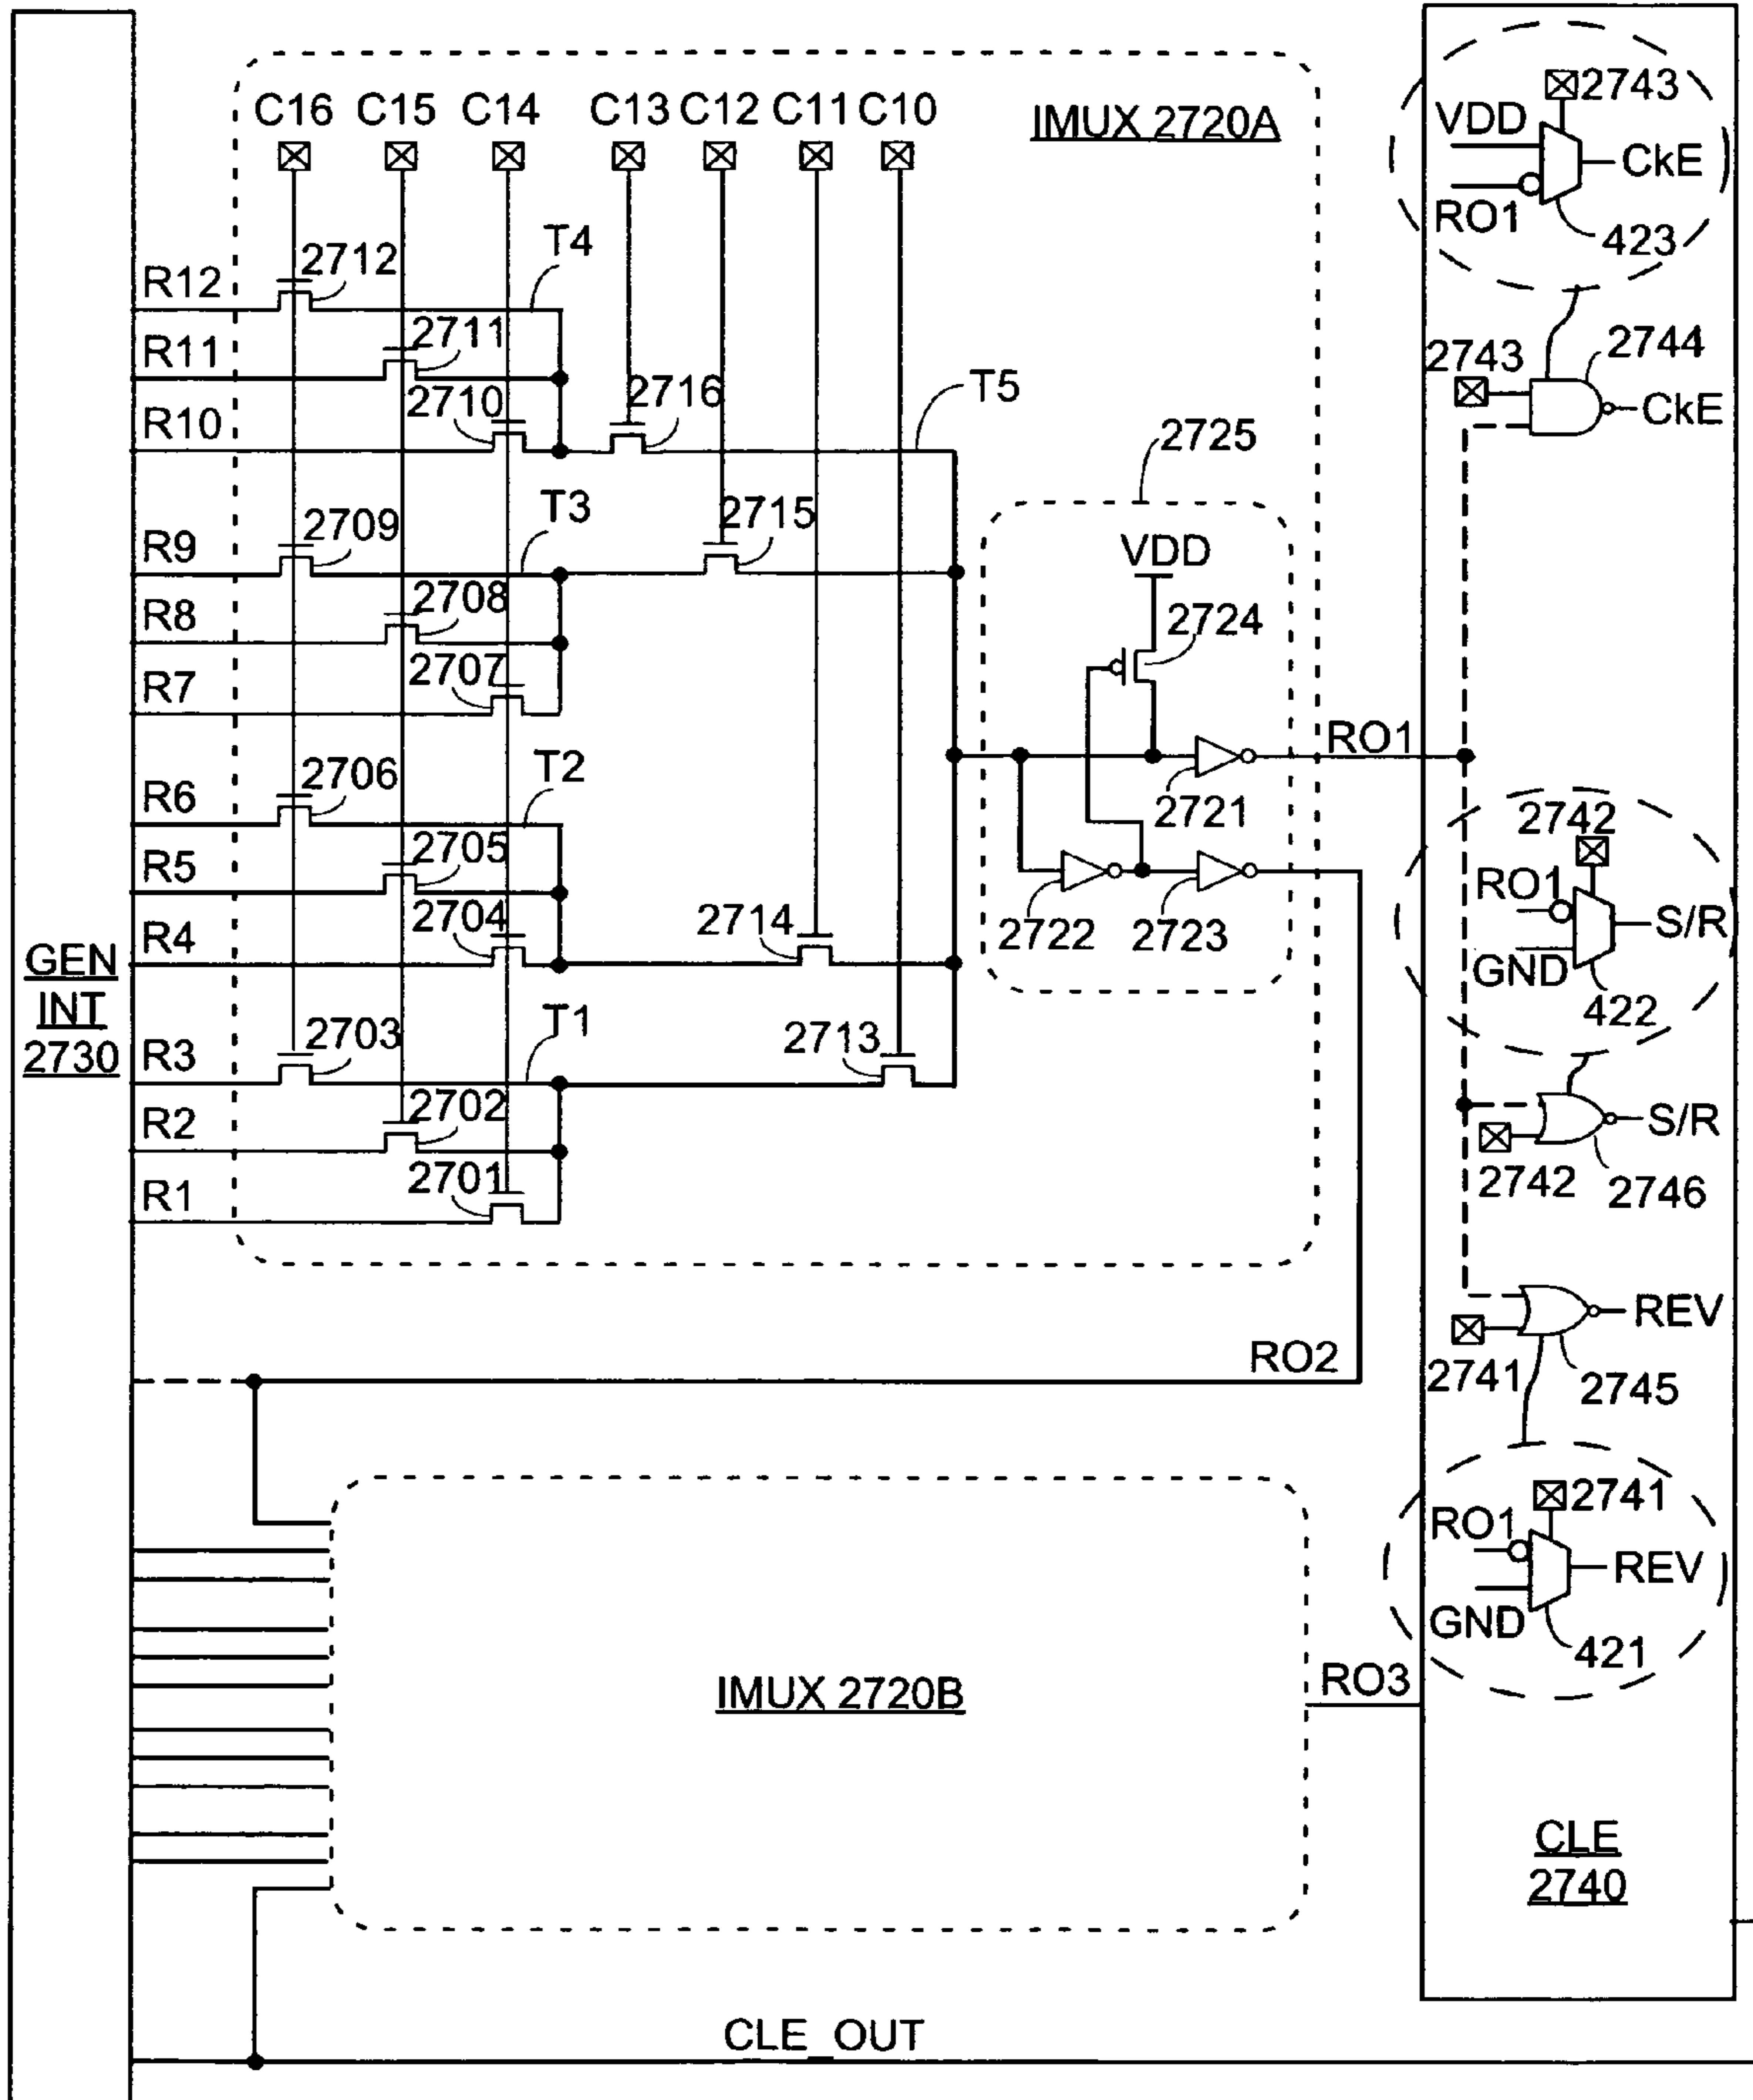 C16 C15 C14 C13 C12 C11 C10
IMUX 2720A
2743
VDD
CkE
RO1
423
T4
2712
R12
2711
R11
2710
2716
R10
T5
2743
2744
CkE
2725
T3
2709
2715
R9
2708
R8
2707
R7
VDD
2724
RO1
T2
2706
R6
2705
R5
2704
2714
R4
2721
2722
2723
2742
RO1
S/R
GND
422
GEN
INT
2730
T1
2703
2713
R3
2702
R2
2701
R1
S/R
2742
2746
REV
2741
2745
RO2
2741
RO1
REV
GND
421
IMUX 2720B
RO3
CLE
2740
CLE_OUT